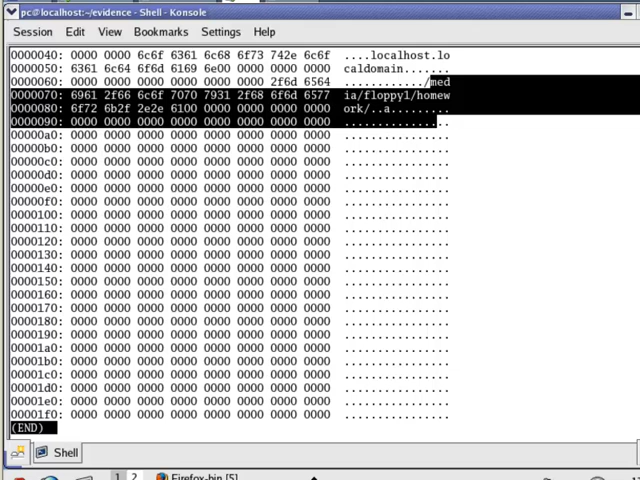 pc@localhost:~/evidence - Shell - Konsole
Session Edit View Bookmarks Settings Help
0000040: 0000 0000 6c6f 6361 6c68 6f73 742e 6c6f ....localhost.lo
0000050: 6361 6c64 6f6d 6169 6e00 0000 0000 0000 caldomain.......
0000060: 0000 0000 0000 0000 0000 0000 2f6d 6564 ............/med
0000070: 6961 2f66 6c6f 7070 7931 2f68 6f6d 6577 ia/floppy1/homew
0000080: 6f72 6b2f 2e2e 6100 0000 0000 0000 0000 ork/..a.........
0000090: 0000 0000 0000 0000 0000 0000 0000 0000 ................
00000a0: 0000 0000 0000 0000 0000 0000 0000 0000 ................
00000b0: 0000 0000 0000 0000 0000 0000 0000 0000 ................
00000c0: 0000 0000 0000 0000 0000 0000 0000 0000 ................
00000d0: 0000 0000 0000 0000 0000 0000 0000 0000 ................
00000e0: 0000 0000 0000 0000 0000 0000 0000 0000 ................
00000f0: 0000 0000 0000 0000 0000 0000 0000 0000 ................
0000100: 0000 0000 0000 0000 0000 0000 0000 0000 ................
0000110: 0000 0000 0000 0000 0000 0000 0000 0000 ................
0000120: 0000 0000 0000 0000 0000 0000 0000 0000 ................
0000130: 0000 0000 0000 0000 0000 0000 0000 0000 ................
0000140: 0000 0000 0000 0000 0000 0000 0000 0000 ................
0000150: 0000 0000 0000 0000 0000 0000 0000 0000 ................
0000160: 0000 0000 0000 0000 0000 0000 0000 0000 ................
0000170: 0000 0000 0000 0000 0000 0000 0000 0000 ................
0000180: 0000 0000 0000 0000 0000 0000 0000 0000 ................
0000190: 0000 0000 0000 0000 0000 0000 0000 0000 ................
00001a0: 0000 0000 0000 0000 0000 0000 0000 0000 ................
00001b0: 0000 0000 0000 0000 0000 0000 0000 0000 ................
00001c0: 0000 0000 0000 0000 0000 0000 0000 0000 ................
00001d0: 0000 0000 0000 0000 0000 0000 0000 0000 ................
00001e0: 0000 0000 0000 0000 0000 0000 0000 0000 ................
00001f0: 0000 0000 0000 0000 0000 0000 0000 0000 ................
(END)
Shell
1 2 Firefox-bin [5]